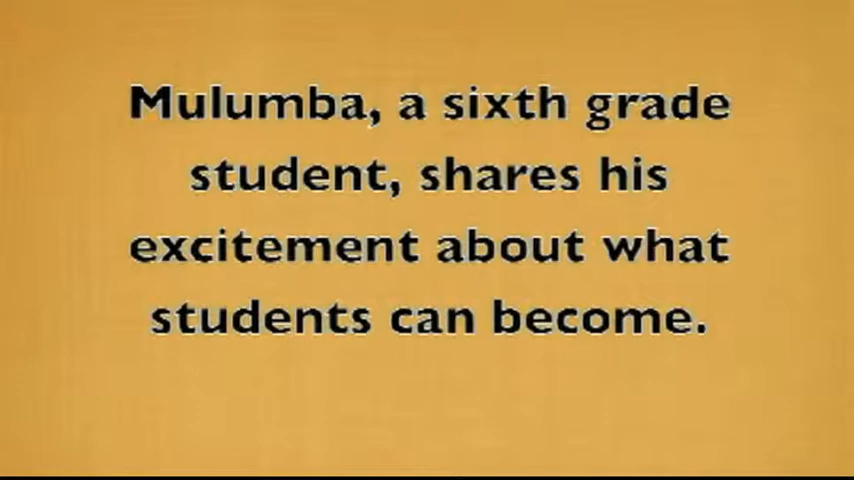 Mulumba, a sixth grade
student, shares his
excitement about what
students can become.